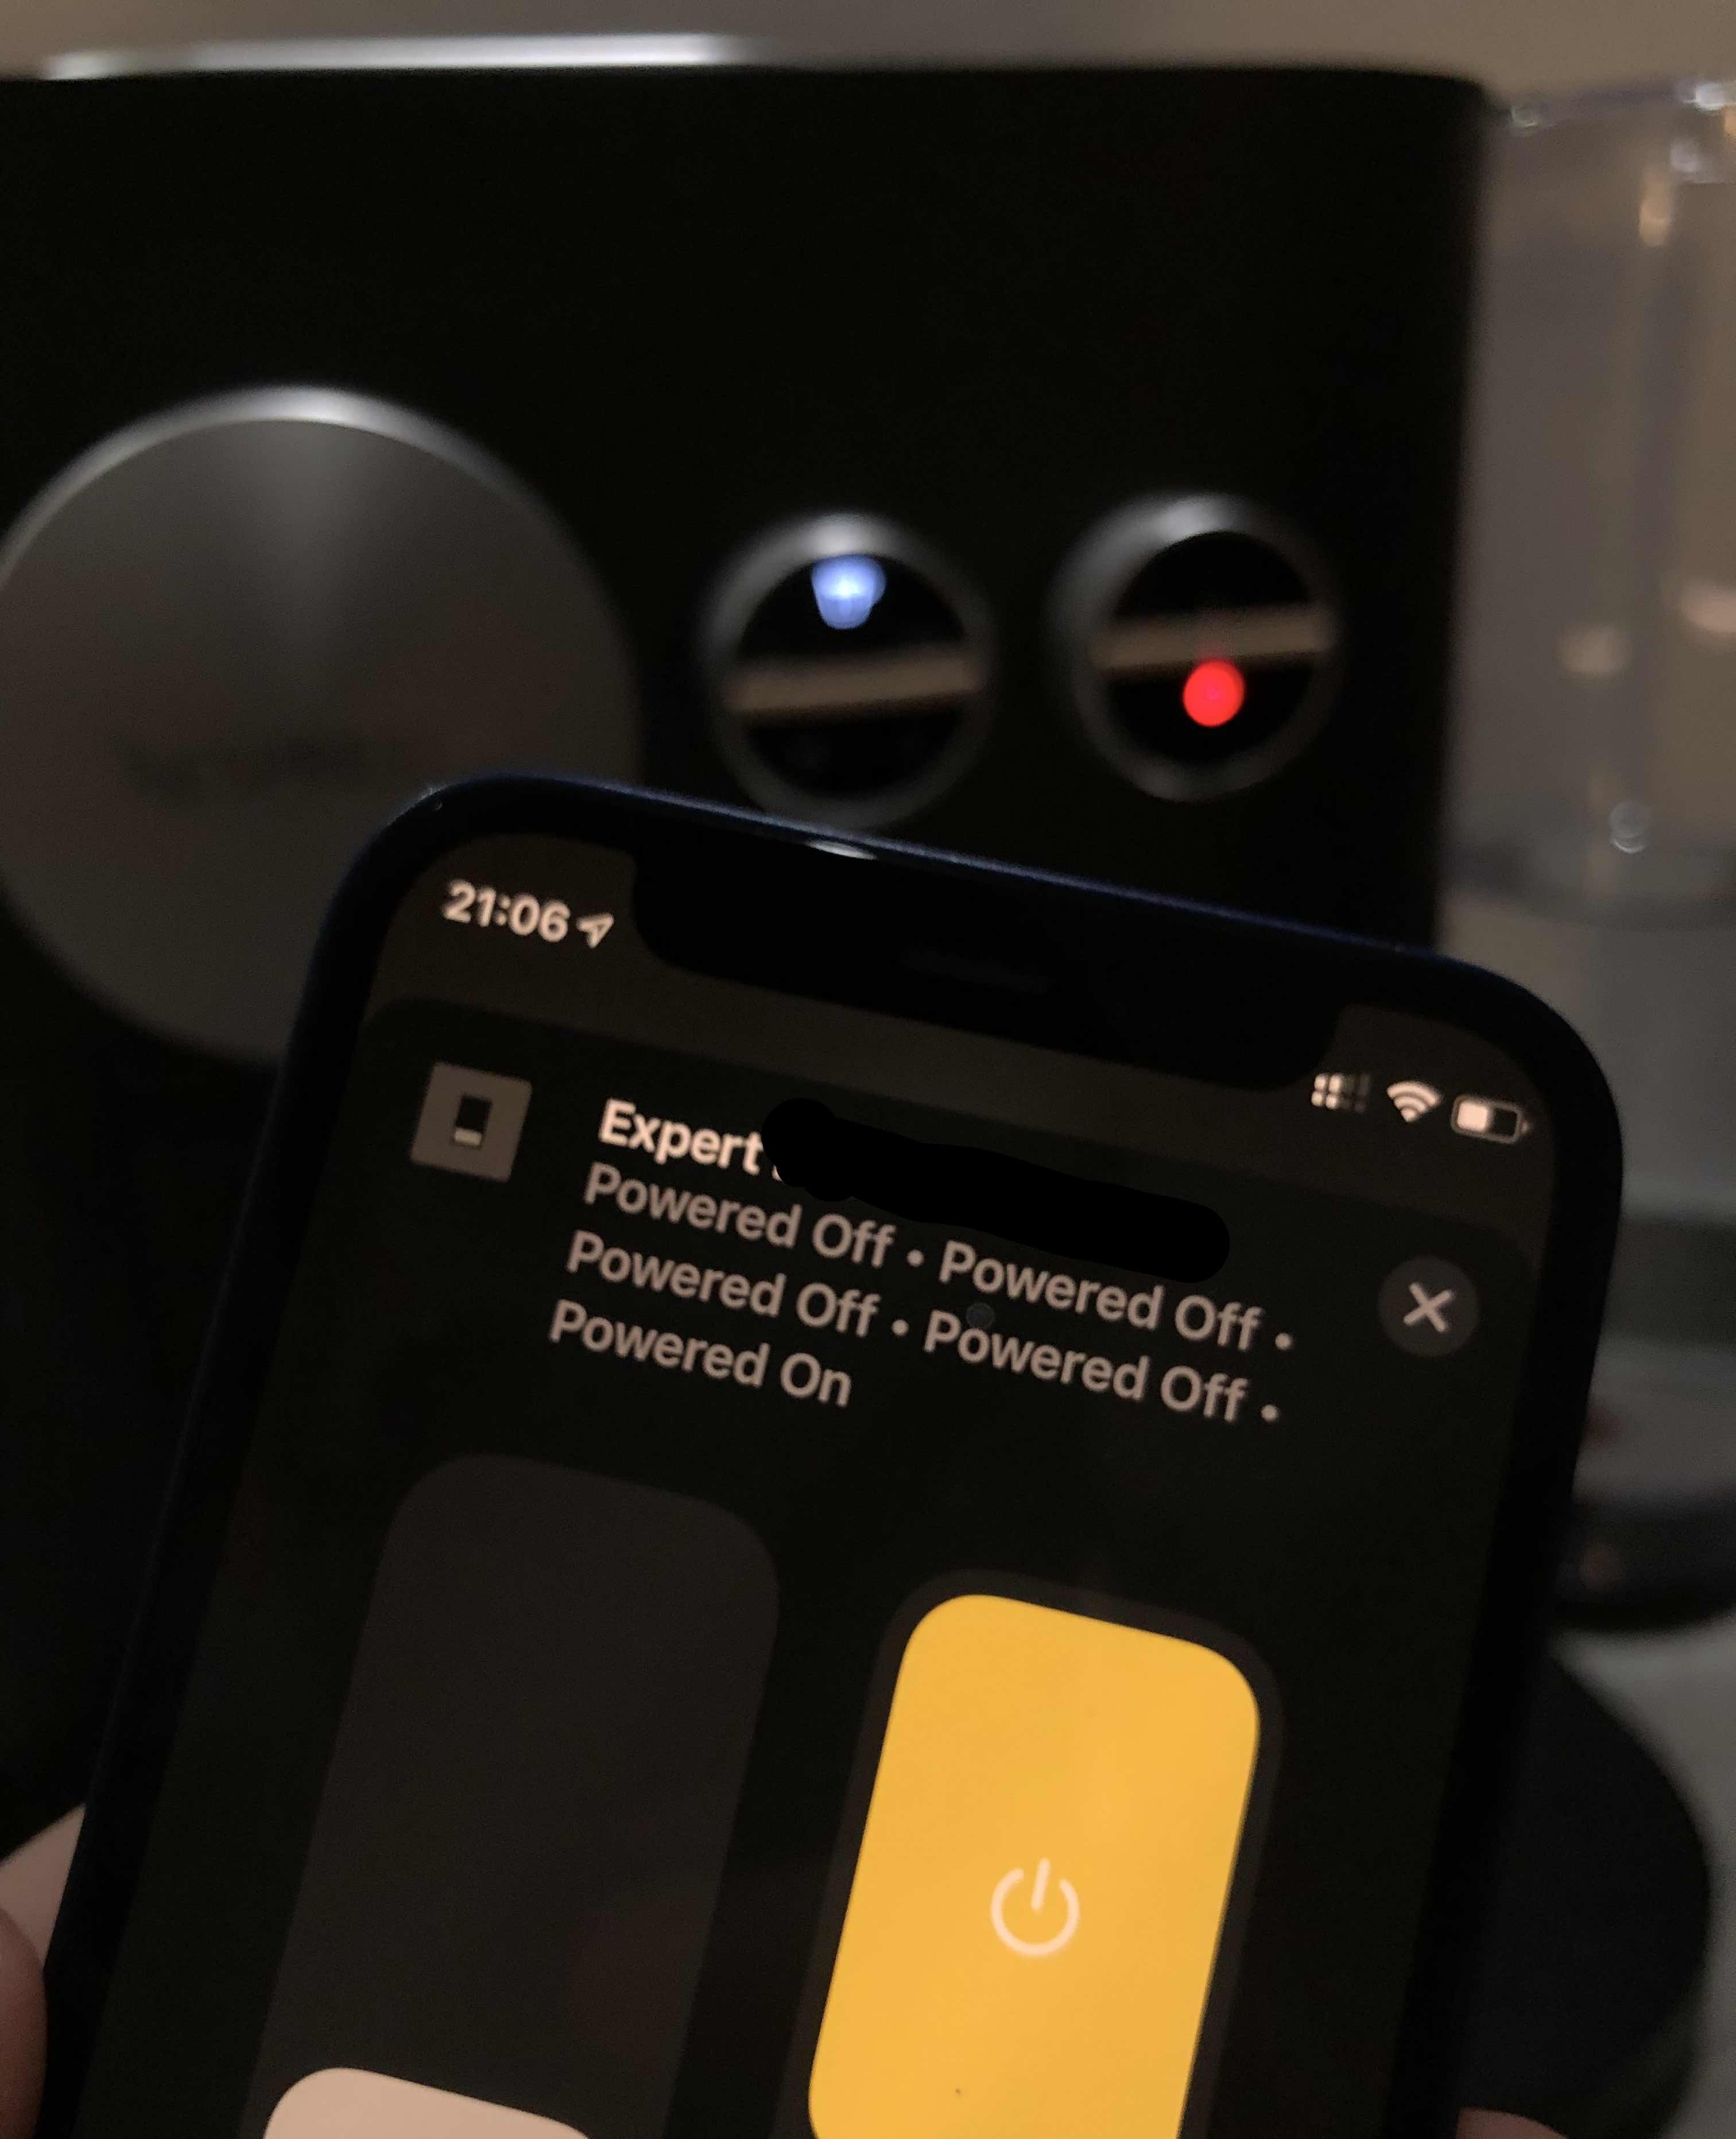 21:06
Expert
Powered Off • Powered Off •
Powered Off • Powered Off •
Powered On